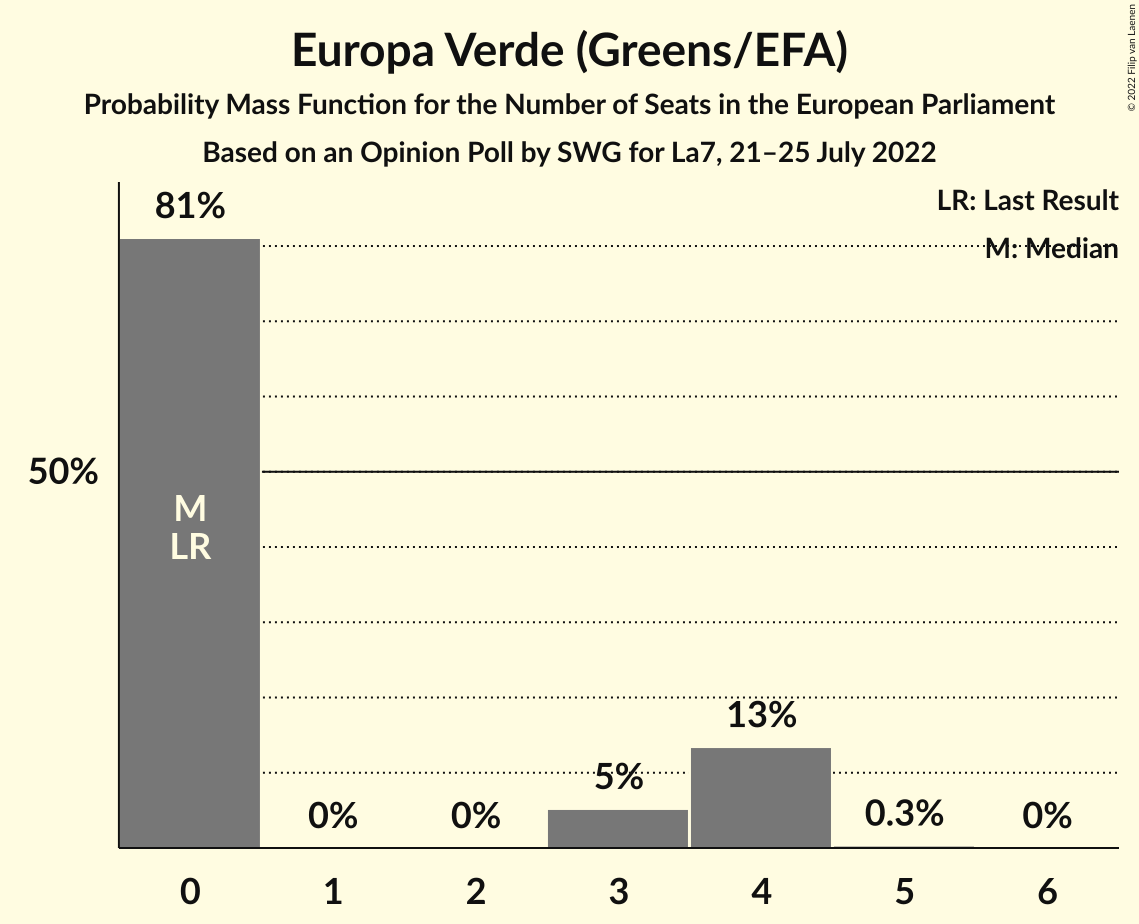 Europa Verde (Greens/EFA)
Probability Mass Function for the Number of Seats in the European Parliament
Based on an Opinion Poll by SWG for La7, 21–25 July 2022
© 2022 Filip van Laenen
LR: Last Result
M: Median
81%
50%
M
LR
0%
0%
5%
13%
0.3%
0%
0 1 2 3 4 5 6